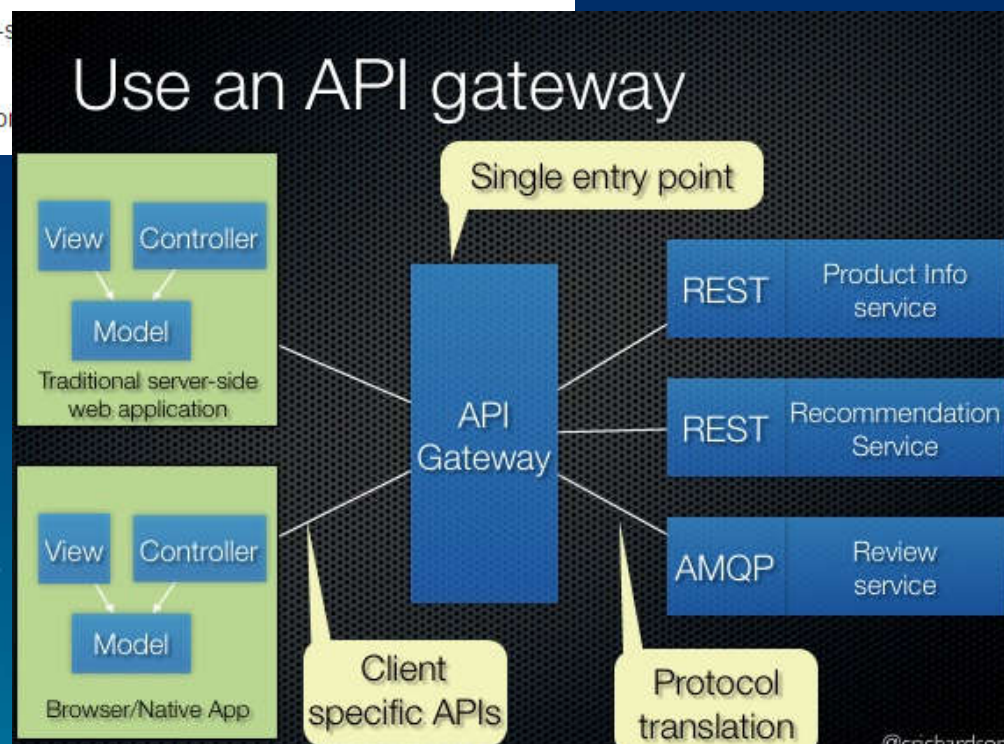 Use an API gateway
Single entry point
View
Controller
Model
Traditional server-side
web application
API
Gateway
REST
Product Info
service
REST
Recommendation
Service
AMQP
Review
service
View
Controller
Model
Browser/Native App
Client
specific APIs
Protocol
translation